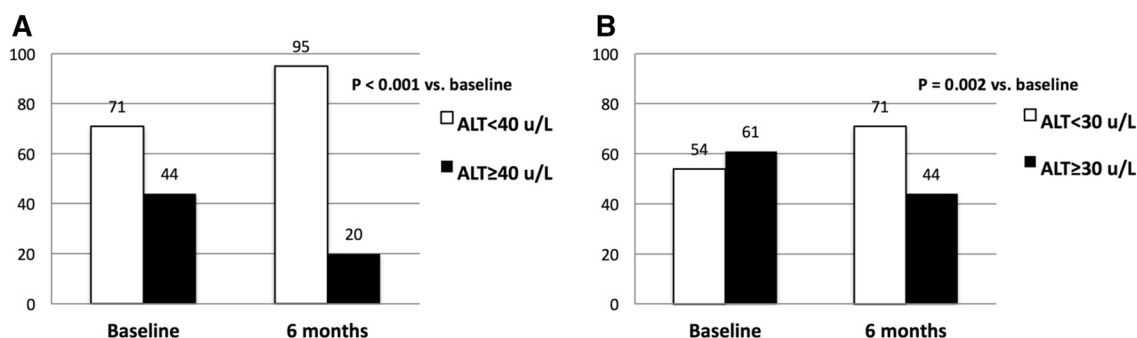 A
100
80
60
40
20
0
71
44
95
20
P < 0.001 vs. baseline
ALT<40 u/L
ALT≥40 u/L
Baseline
6 months
B
100
80
60
40
20
0
54
61
71
44
P = 0.002 vs. baseline
ALT<30 u/L
ALT≥30 u/L
Baseline
6 months